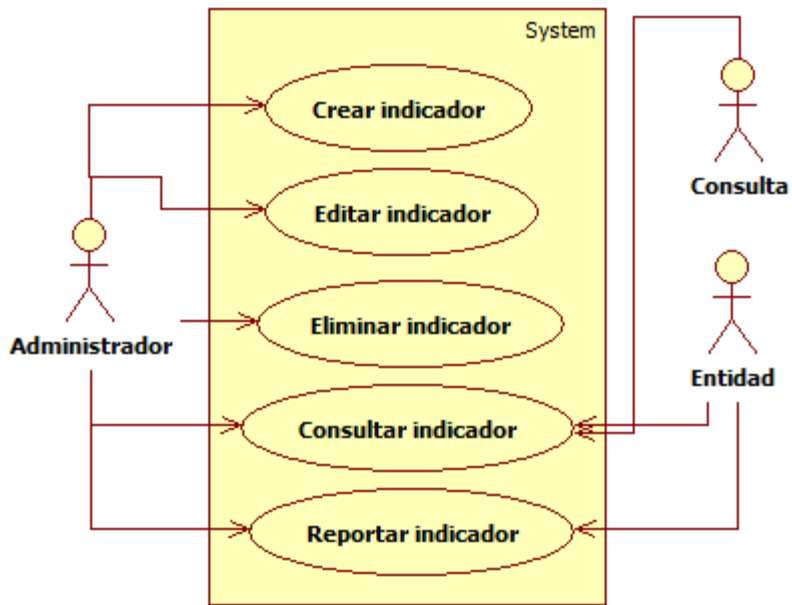 System
Crear indicador
Consulta
Editar indicador
Eliminar indicador
Administrador
Entidad
Consultar indicador
Reportar indicador